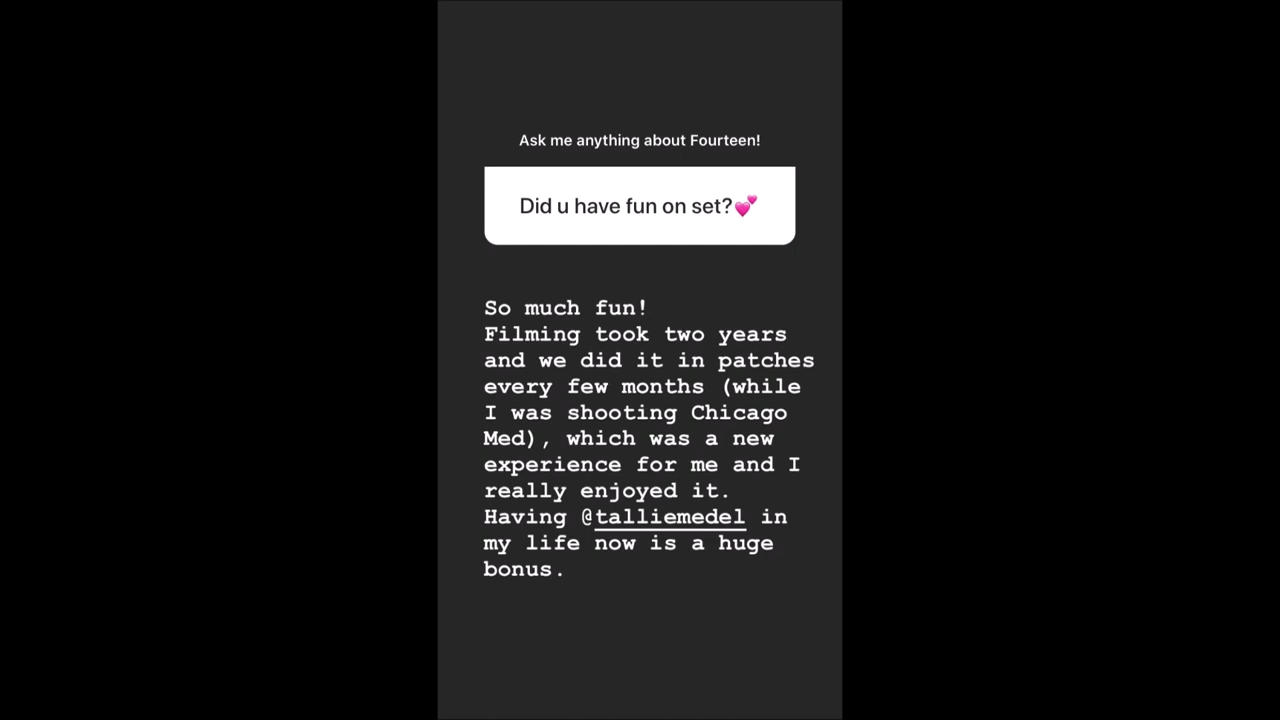 Ask me anything about Fourteen!
Did u have fun on set?💕
So much fun!
Filming took two years
and we did it in patches
every few months (while
I was shooting Chicago
Med), which was a new
experience for me and I
really enjoyed it.
Having @talliemedel in
my life now is a huge
bonus.